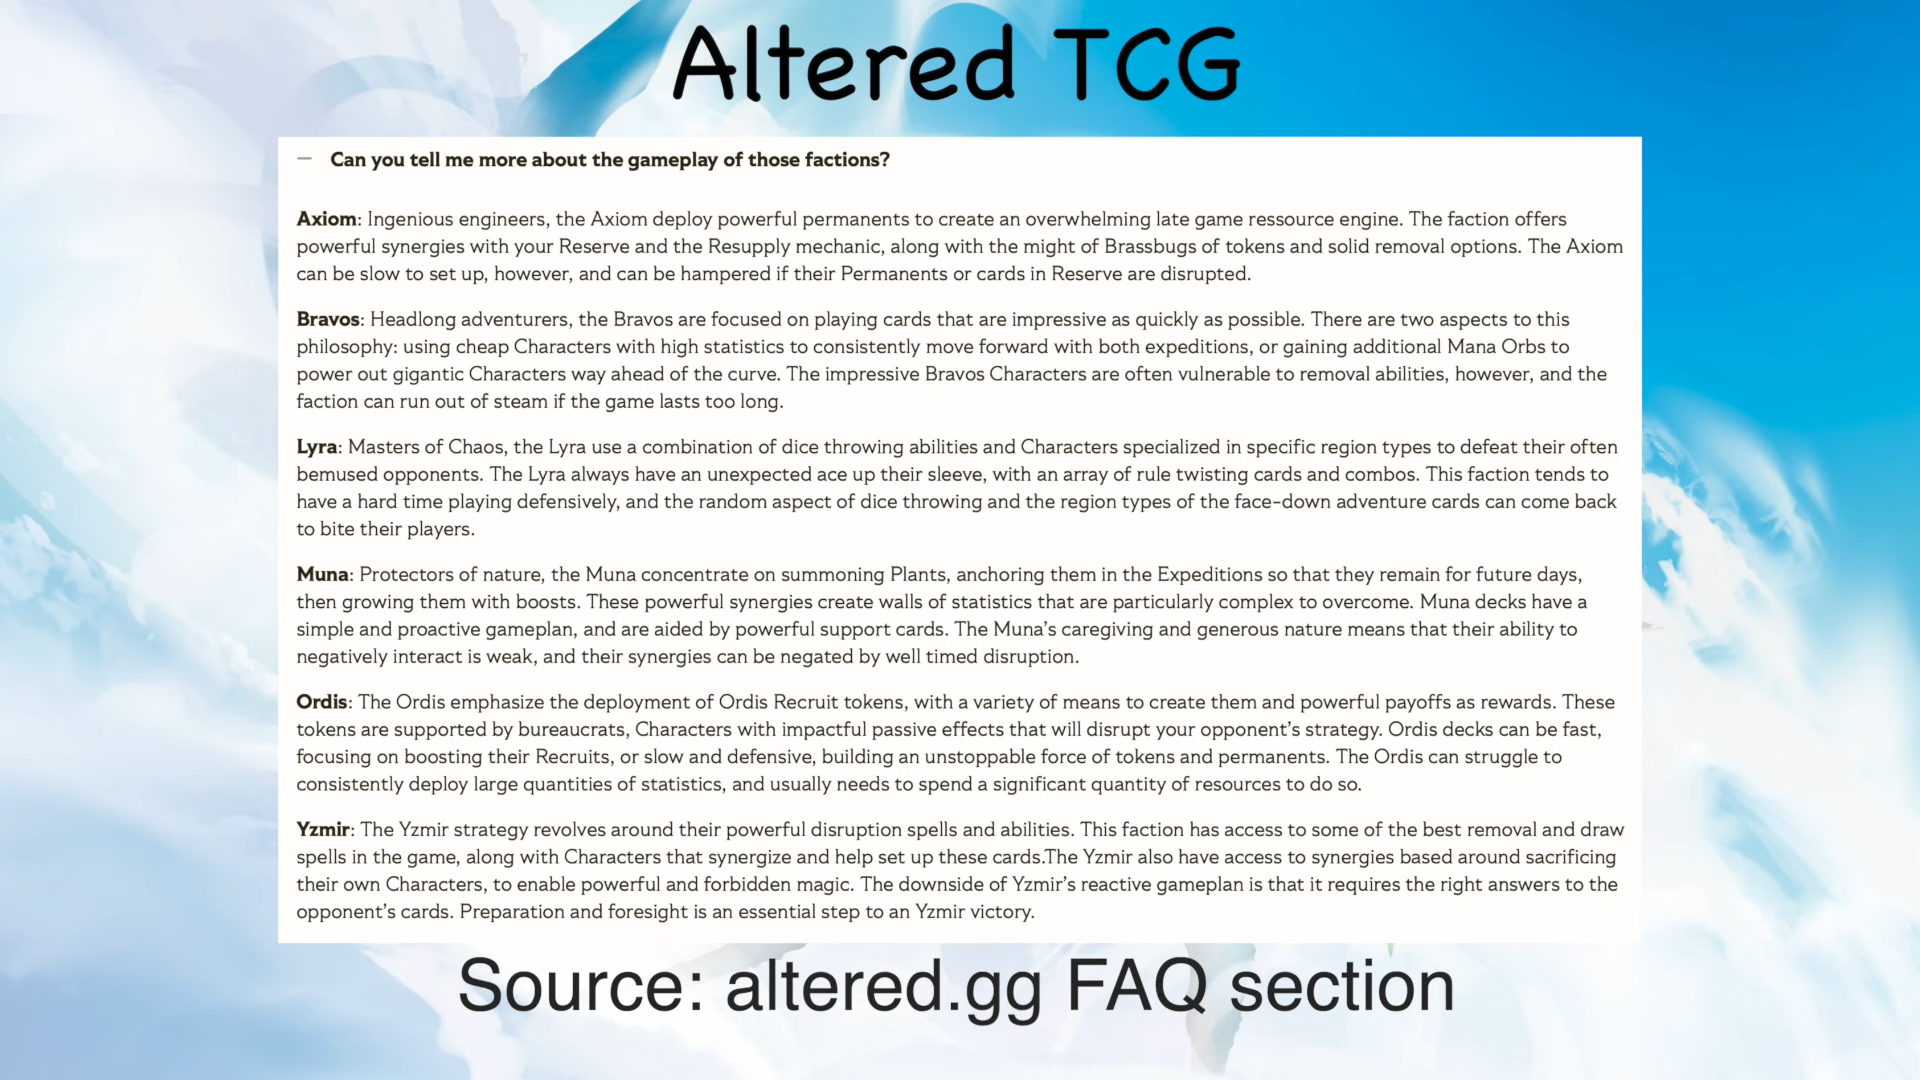 Altered TCG
— Can you tell me more about the gameplay of those factions?
Axiom: Ingenious engineers, the Axiom deploy powerful permanents to create an overwhelming late game ressource engine. The faction offers
powerful synergies with your Reserve and the Resupply mechanic, along with the might of Brassbugs of tokens and solid removal options. The Axiom
can be slow to set up, however, and can be hampered if their Permanents or cards in Reserve are disrupted.
Bravos: Headlong adventurers, the Bravos are focused on playing cards that are impressive as quickly as possible. There are two aspects to this
philosophy: using cheap Characters with high statistics to consistently move forward with both expeditions, or gaining additional Mana Orbs to
power out gigantic Characters way ahead of the curve. The impressive Bravos Characters are often vulnerable to removal abilities, however, and the
faction can run out of steam if the game lasts too long.
Lyra: Masters of Chaos, the Lyra use a combination of dice throwing abilities and Characters specialized in specific region types to defeat their often
bemused opponents. The Lyra always have an unexpected ace up their sleeve, with an array of rule twisting cards and combos. This faction tends to
have a hard time playing defensively, and the random aspect of dice throwing and the region types of the face-down adventure cards can come back
to bite their players.
Muna: Protectors of nature, the Muna concentrate on summoning Plants, anchoring them in the Expeditions so that they remain for future days,
then growing them with boosts. These powerful synergies create walls of statistics that are particularly complex to overcome. Muna decks have a
simple and proactive gameplan, and are aided by powerful support cards. The Muna's caregiving and generous nature means that their ability to
negatively interact is weak, and their synergies can be negated by well timed disruption.
Ordis: The Ordis emphasize the deployment of Ordis Recruit tokens, with a variety of means to create them and powerful payoffs as rewards. These
tokens are supported by bureaucrats, Characters with impactful passive effects that will disrupt your opponent's strategy. Ordis decks can be fast,
focusing on boosting their Recruits, or slow and defensive, building an unstoppable force of tokens and permanents. The Ordis can struggle to
consistently deploy large quantities of statistics, and usually needs to spend a significant quantity of resources to do so.
Yzmir: The Yzmir strategy revolves around their powerful disruption spells and abilities. This faction has access to some of the best removal and draw
spells in the game, along with Characters that synergize and help set up these cards.The Yzmir also have access to synergies based around sacrificing
their own Characters, to enable powerful and forbidden magic. The downside of Yzmir's reactive gameplan is that it requires the right answers to the
opponent's cards. Preparation and foresight is an essential step to an Yzmir victory.
Source: altered.gg FAQ section